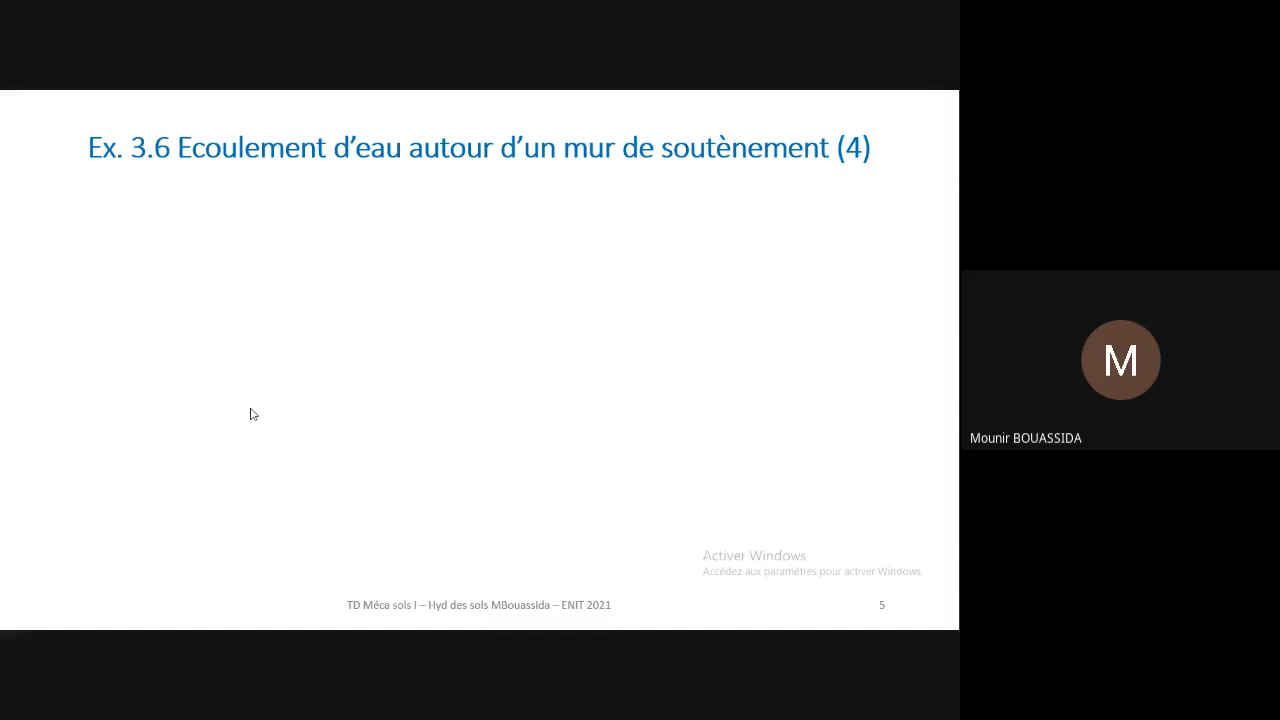 Ex. 3.6 Ecoulement d’eau autour d’un mur de soutènement (4)
M
Mounir BOUASSIDA
Activer Windows
Accédez aux paramètres pour activer Windows.
TD Méca sols I – Hyd des sols MBouassida – ENIT 2021
5